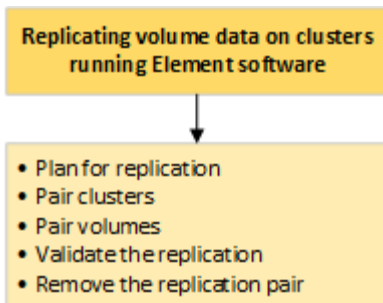 Replicating volume data on clusters
running Element software
• Plan for replication
• Pair clusters
• Pair volumes
• Validate the replication
• Remove the replication pair